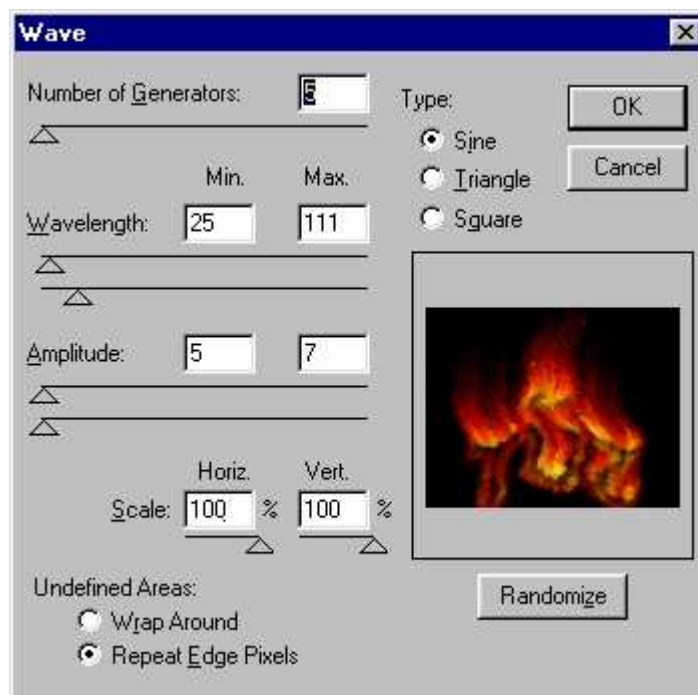 Wave
Number of Generators: 5
Min. Max.
Wavelength: 25 111
Amplitude: 5 7
Horiz. Vert.
Scale: 100 % 100 %
Undefined Areas:
Wrap Around
Repeat Edge Pixels
Type:
Sine
Triangle
Square
OK
Cancel
Randomize